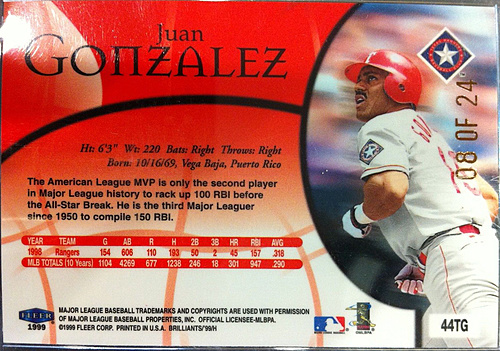 Juan
GONZALEZ
Ht: 6'3" Wt: 220 Bats: Right Throws: Right
Born: 10/16/69, Vega Baja, Puerto Rico
The American League MVP is only the second player
in Major League history to rack up 100 RBI before
the All-Star Break. He is the third Major Leaguer
since 1950 to compile 150 RBI.
YEAR TEAM G AB R H 2B 3B HR RBI AVG
1998 Rangers 154 606 110 193 50 2 45 157 .318
MLB TOTALS (10 Years) 1104 4269 677 1238 246 18 301 947 .290
FLEER
1999
MAJOR LEAGUE BASEBALL TRADEMARKS AND COPYRIGHTS ARE USED WITH PERMISSION
OF MAJOR LEAGUE BASEBALL PROPERTIES, INC. OFFICIAL LICENSEE-MLBPA.
©1999 FLEER CORP. PRINTED IN U.S.A. BRILLIANTS/99/H
©MLBPA
08 OF 24
44TG